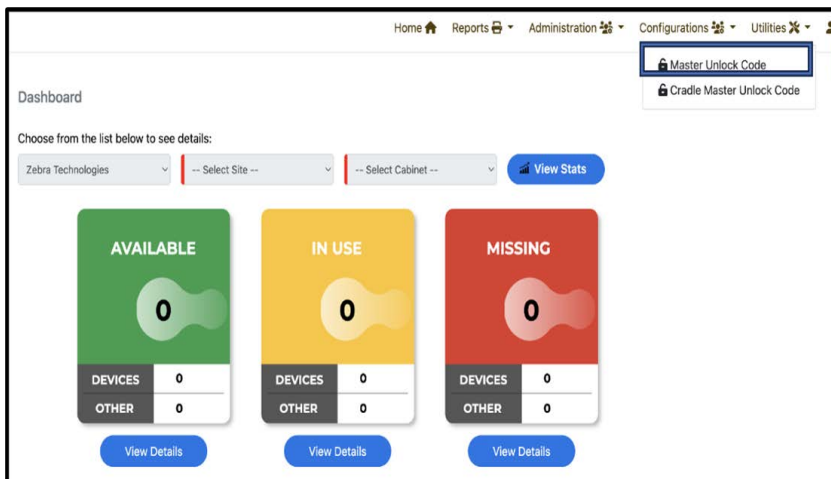 Home Reports Administration Configurations Utilities
Master Unlock Code
Cradle Master Unlock Code
Dashboard
Choose from the list below to see details:
Zebra Technologies -- Select Site -- -- Select Cabinet -- View Stats
AVAILABLE IN USE MISSING
0 0 0
DEVICES 0 DEVICES 0 DEVICES 0
OTHER 0 OTHER 0 OTHER 0
View Details View Details View Details